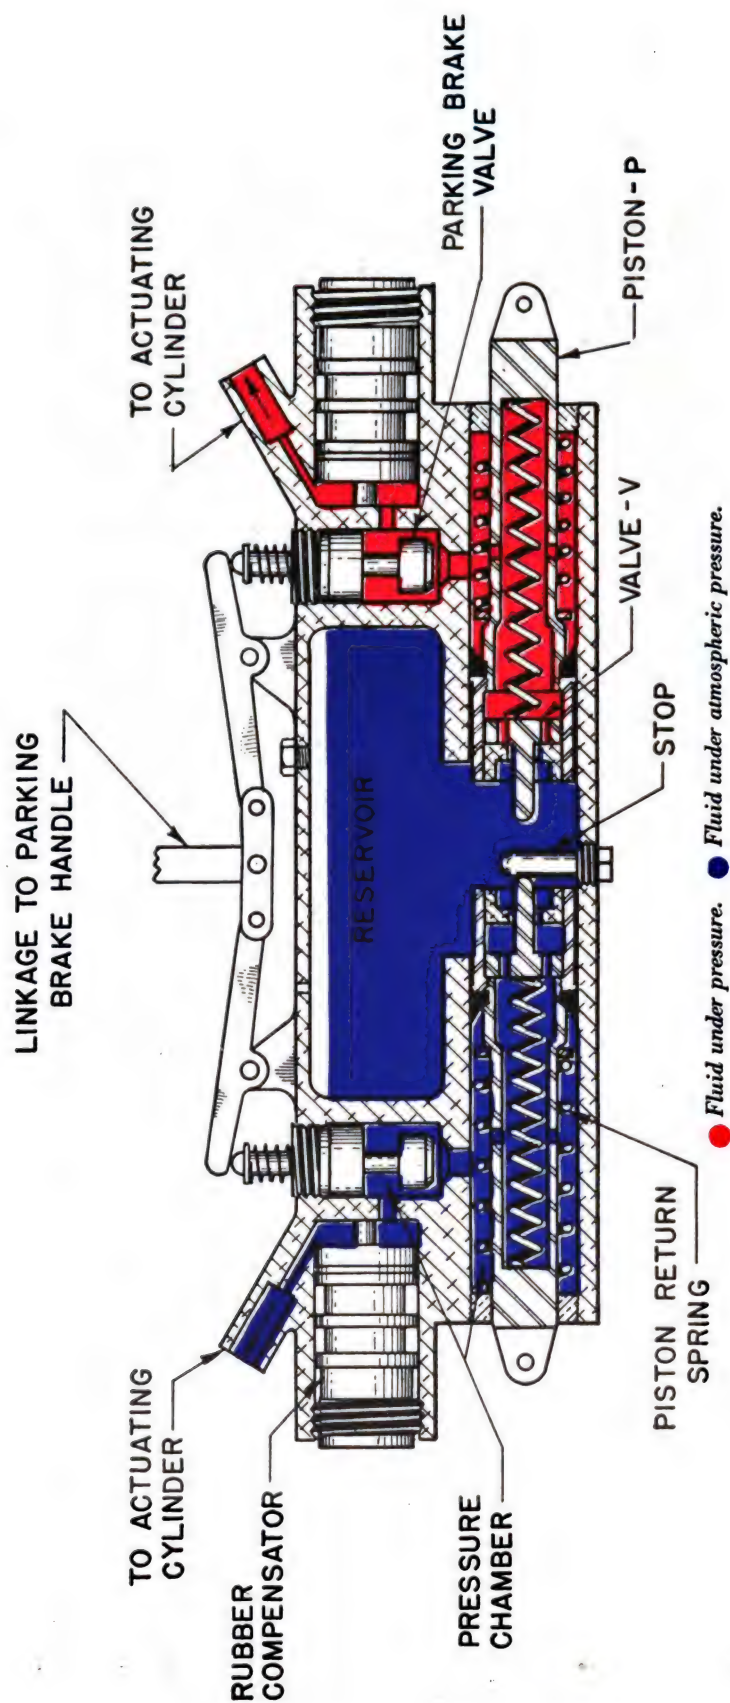 LINKAGE TO PARKING
BRAKE HANDLE
TO ACTUATING
CYLINDER
TO ACTUATING
CYLINDER
RUBBER
COMPENSATOR
PARKING BRAKE
VALVE
RESERVOIR
PRESSURE
CHAMBER
PISTON-P
VALVE-V
STOP
PISTON RETURN
SPRING
Fluid under pressure. Fluid under atmospheric pressure.